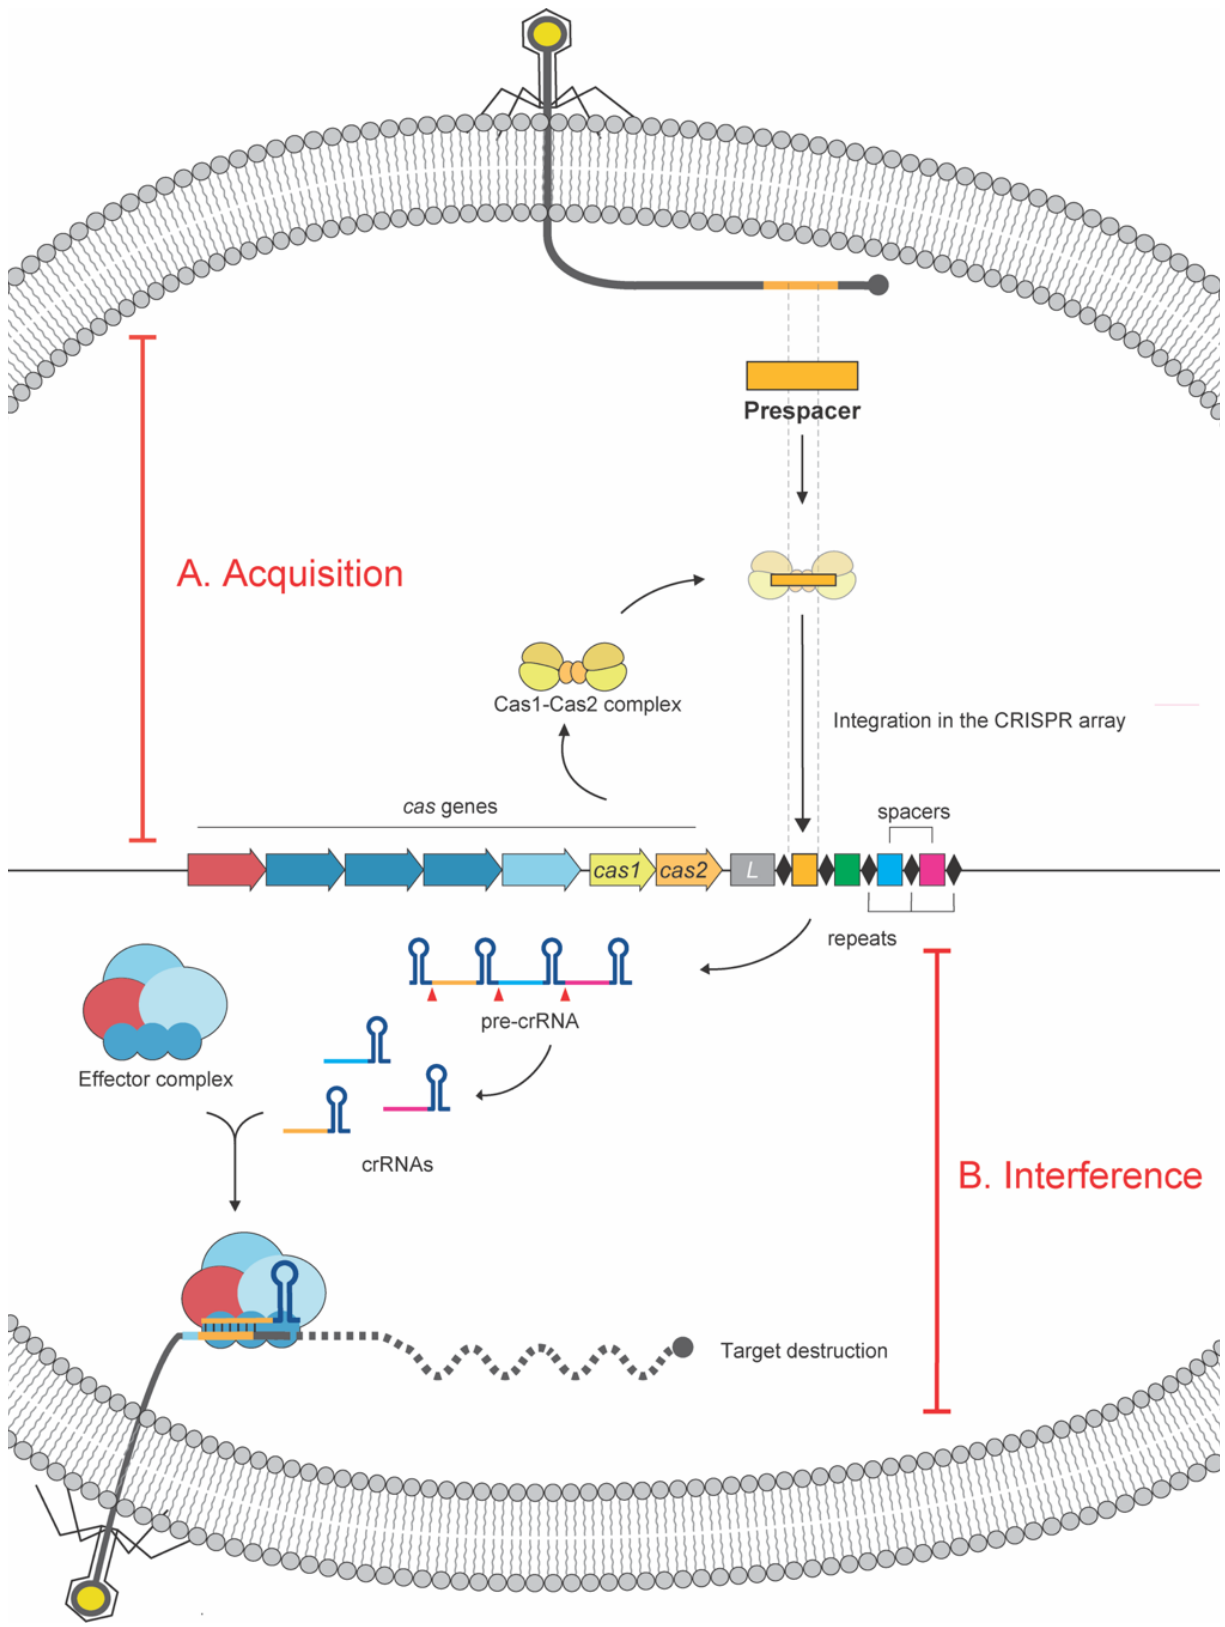 Prespacer
A. Acquisition
Cas1-Cas2 complex
Integration in the CRISPR array
cas genes
spacers
cas1
cas2
L
repeats
pre-crRNA
Effector complex
crRNAs
B. Interference
Target destruction